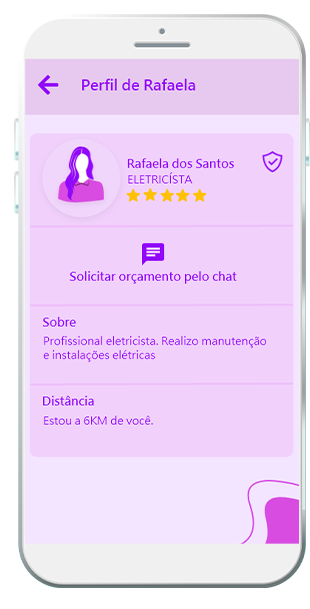 Perfil de Rafaela
Rafaela dos Santos
ELETRICÍSTA
Solicitar orçamento pelo chat
Sobre
Profissional eletricista. Realizo manutenção
e instalações elétricas
Distância
Estou a 6KM de você.